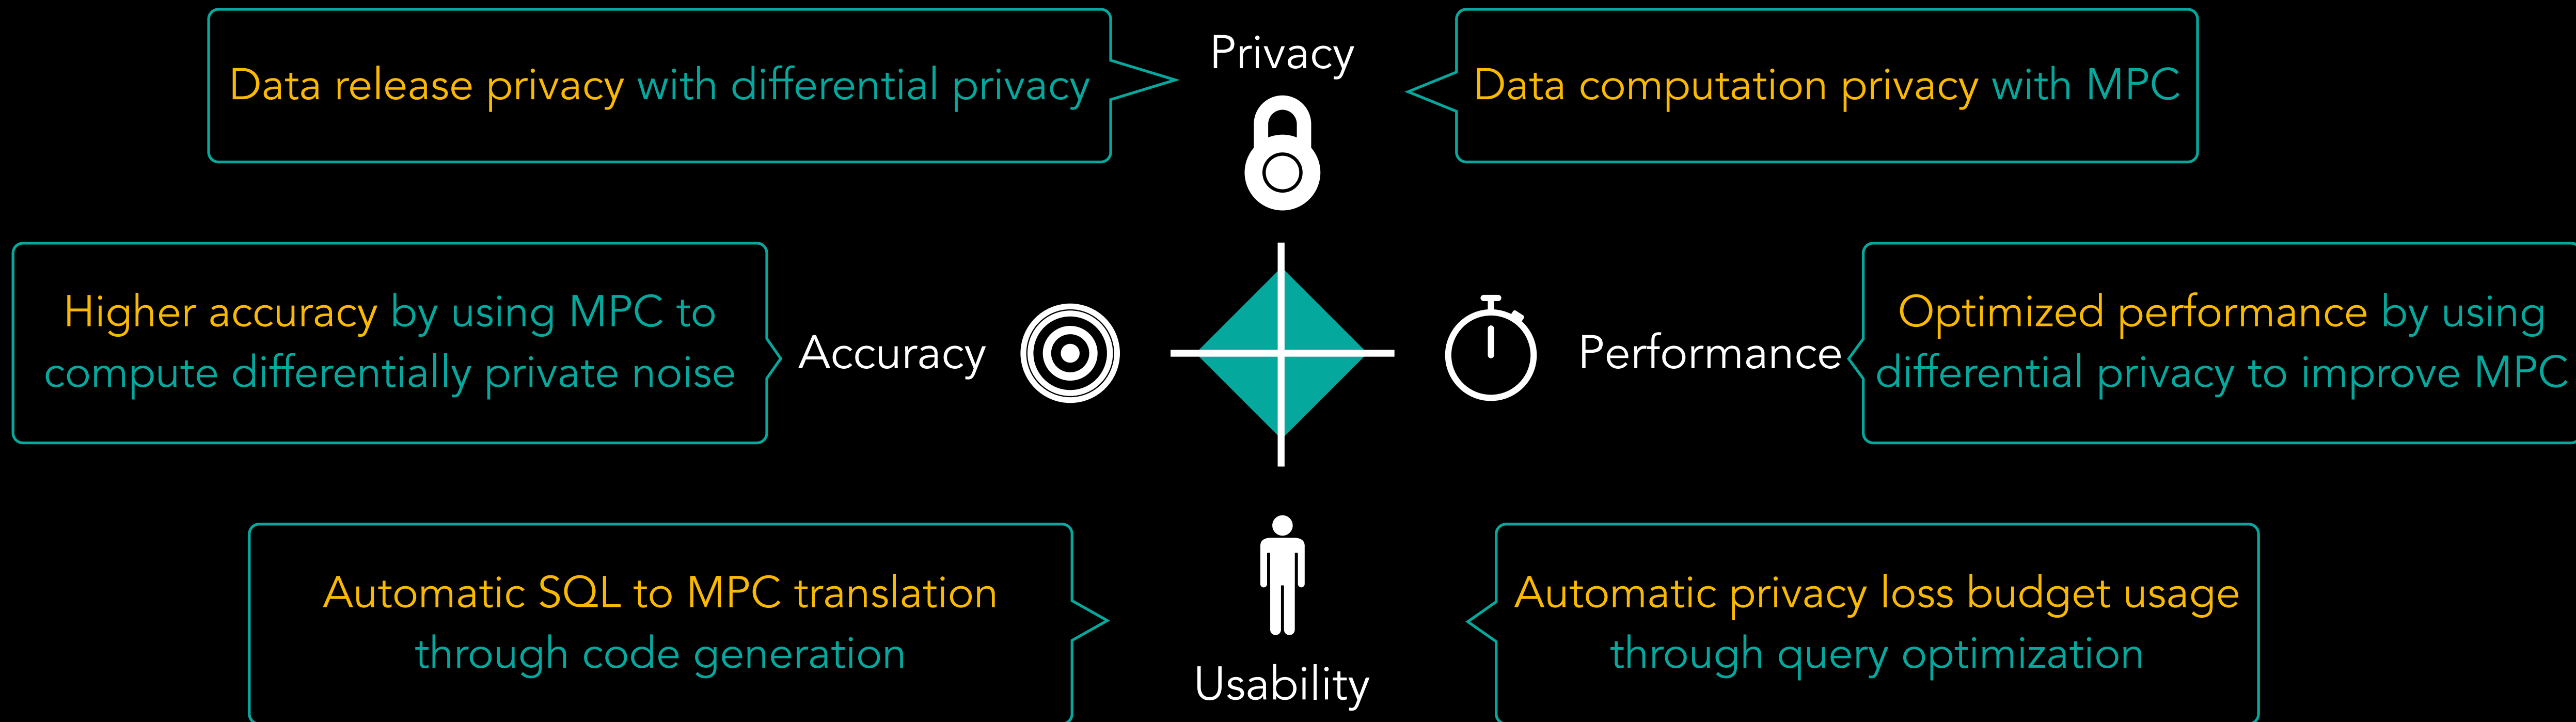 Privacy
Data release privacy with differential privacy
Data computation privacy with MPC
Higher accuracy by using MPC to
compute differentially private noise
Accuracy
Performance
Optimized performance by using
differential privacy to improve MPC
Automatic SQL to MPC translation
through code generation
Automatic privacy loss budget usage
through query optimization
Usability